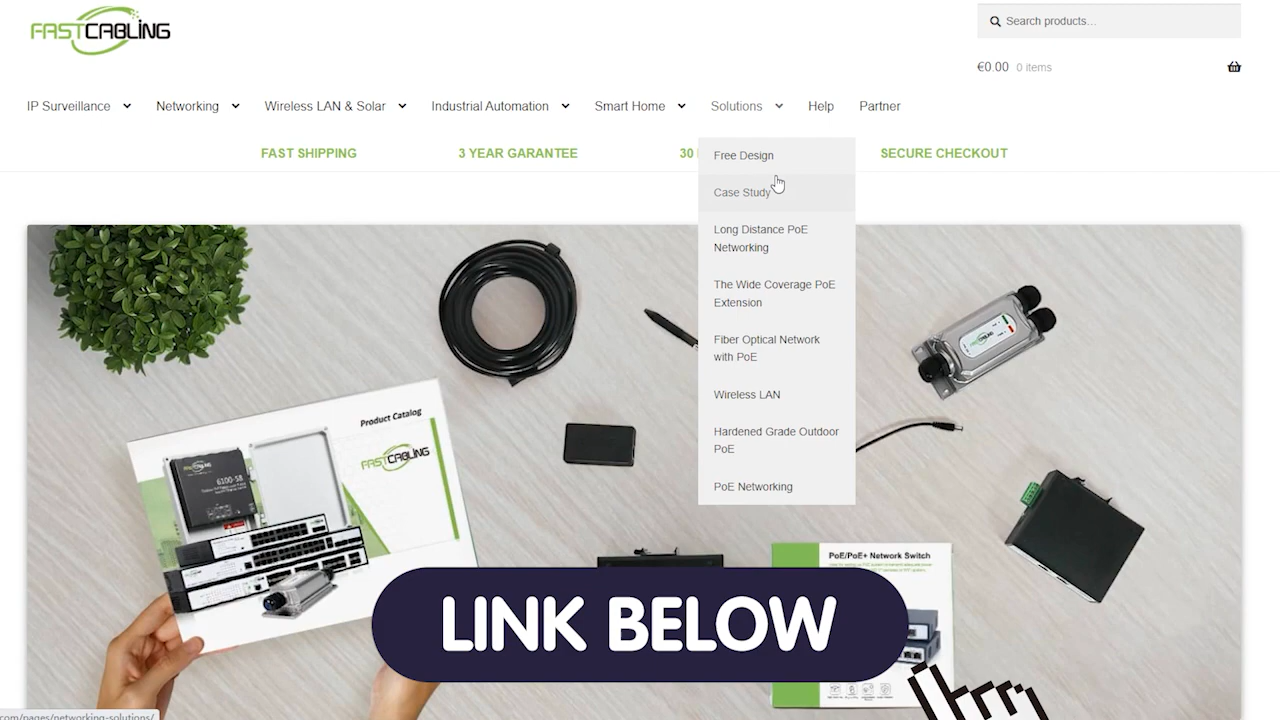 FASTCABLING
Search products…
€0.00 0 items
IP Surveillance
Networking
Wireless LAN & Solar
Industrial Automation
Smart Home
Solutions
Help
Partner
FAST SHIPPING
3 YEAR GARANTEE
30
SECURE CHECKOUT
Free Design
Case Study
Long Distance PoE
Networking
The Wide Coverage PoE
Extension
Fiber Optical Network
with PoE
Wireless LAN
Hardened Grade Outdoor
PoE
PoE Networking
Product Catalog
FASTCABLING
FASTCABLING
PoE/PoE+ Network Switch
LINK BELOW
.com/pages/networking-solutions/